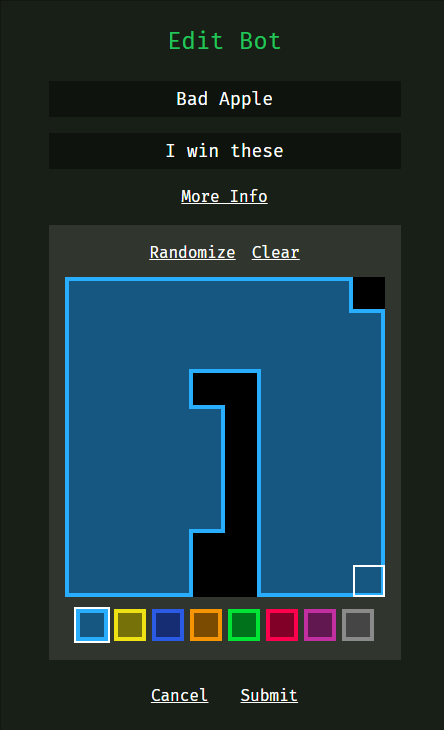 Edit Bot
Bad Apple
I win these
More Info
Randomize Clear
Cancel Submit